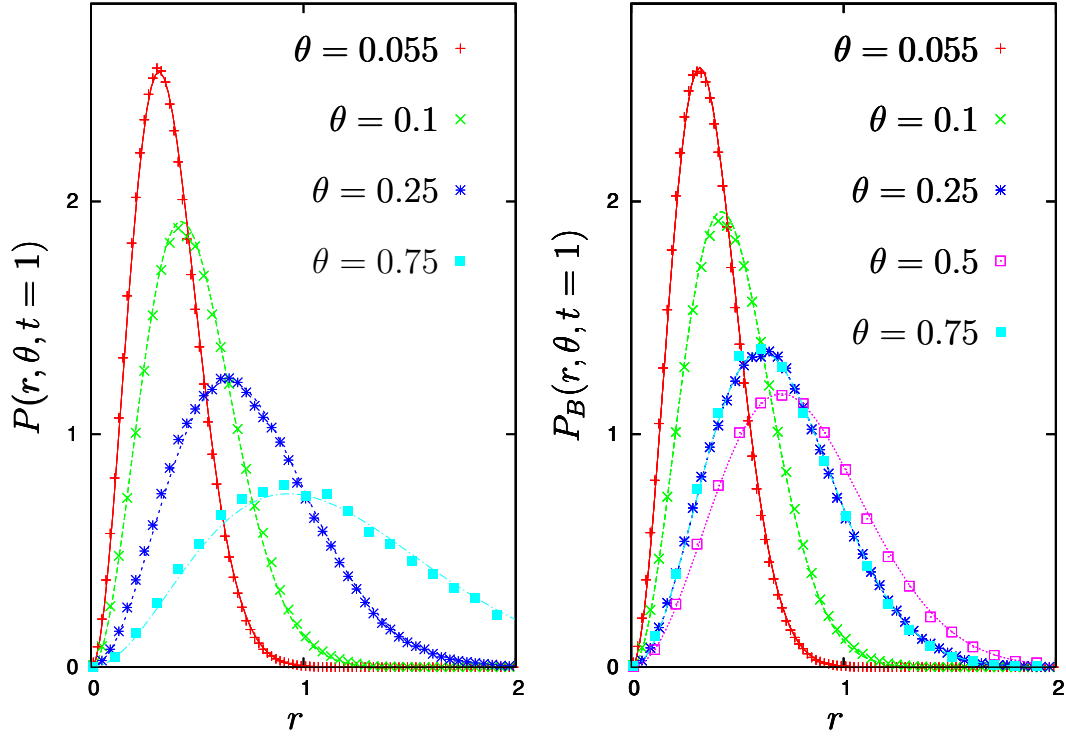 θ = 0.055
θ = 0.1
θ = 0.25
θ = 0.75
P(r, θ, t = 1)
2
1
0
0
1
2
r
θ = 0.055
θ = 0.1
θ = 0.25
θ = 0.5
θ = 0.75
P_B(r, θ, t = 1)
2
1
0
0
1
2
r